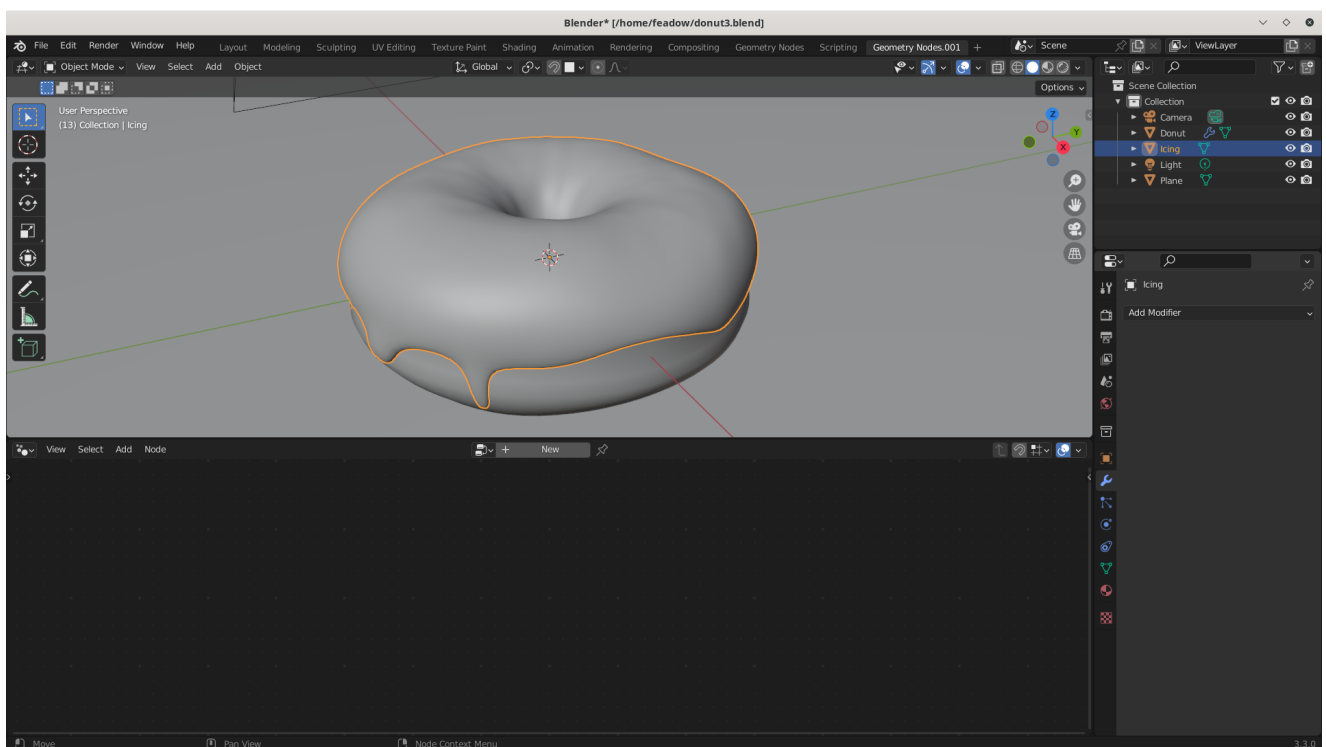 Blender* [/home/feadow/donut3.blend]
File Edit Render Window Help Layout Modeling Sculpting UV Editing Texture Paint Shading Animation Rendering Compositing Geometry Nodes Scripting Geometry Nodes.001 + Scene ViewLayer
Object Mode View Select Add Object Global
Options
User Perspective
(13) Collection | Icing
Z
Y
X
Scene Collection
Collection
Camera
Donut
Icing
Light
Plane
Icing
Add Modifier
View Select Add Node + New
Move Pan View Node Context Menu 3.3.0